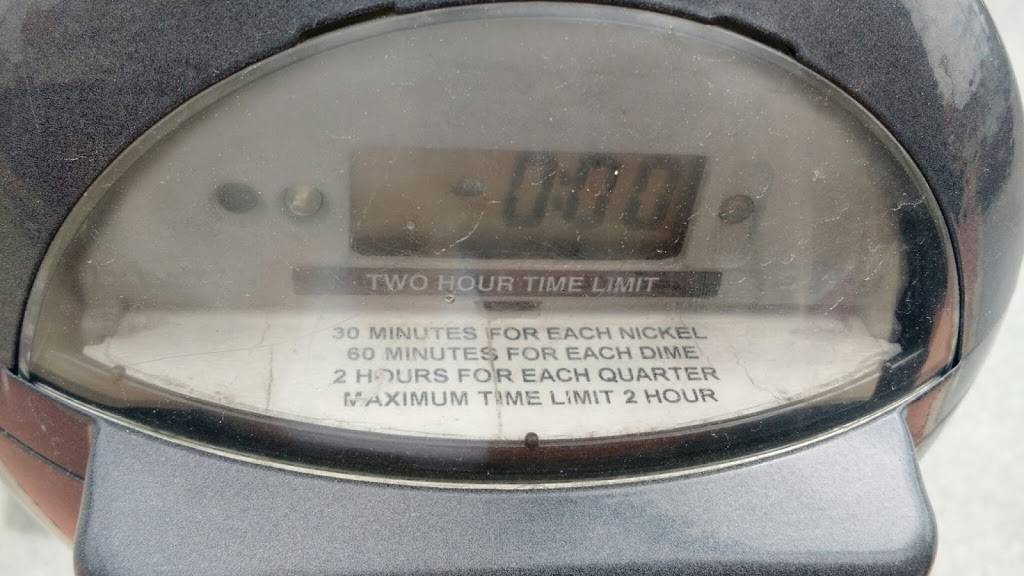 0:00
TWO HOUR TIME LIMIT
30 MINUTES FOR EACH NICKEL
60 MINUTES FOR EACH DIME
2 HOURS FOR EACH QUARTER
MAXIMUM TIME LIMIT 2 HOUR